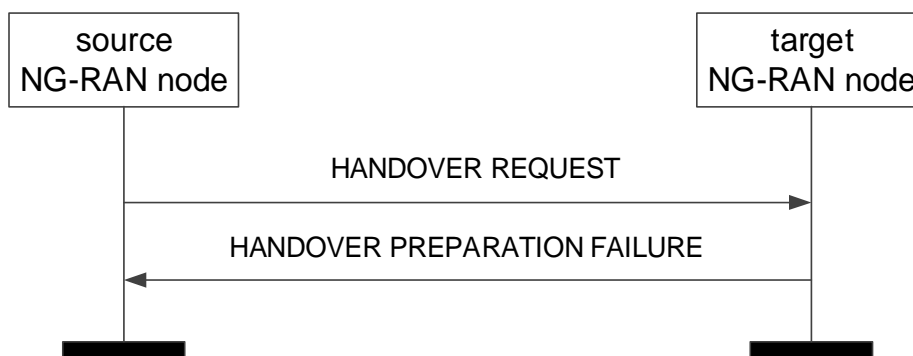 source
NG-RAN node
target
NG-RAN node
HANDOVER REQUEST
HANDOVER PREPARATION FAILURE